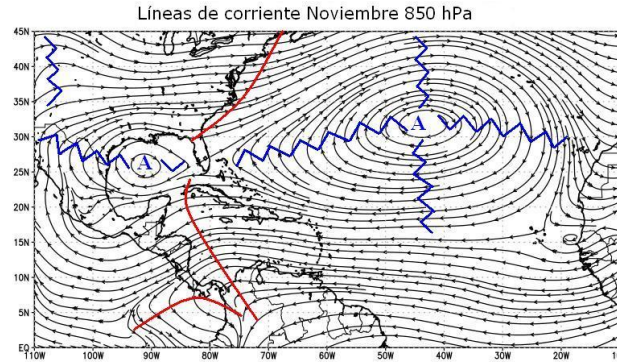 Líneas de corriente Noviembre 850 hPa
45N
40N
35N
30N
A
A
25N
20N
15N
10N
5N
EQ
110W 100W 90W 80W 70W 60W 50W 40W 30W 20W